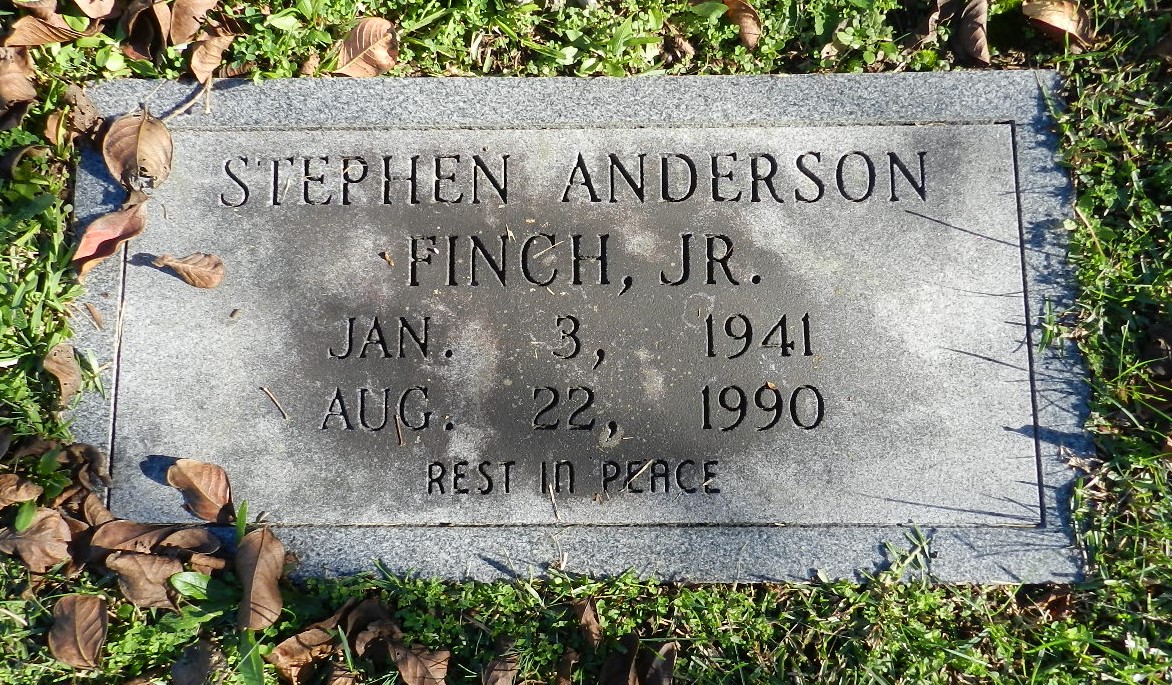 STEPHEN ANDERSON
FINCH, JR.
JAN. 3, 1941
AUG. 22, 1990
REST IN PEACE